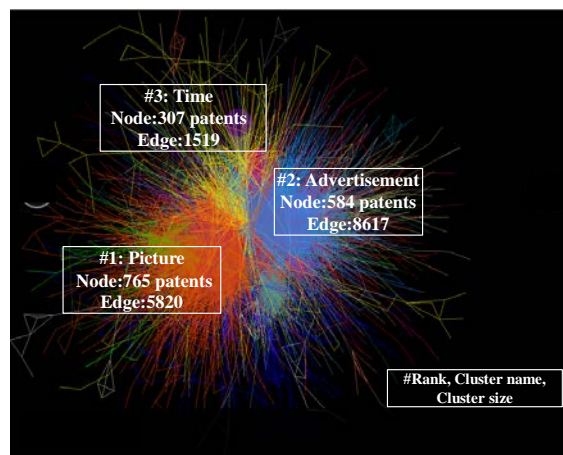 #3: Time
Node:307 patents
Edge:1519
#2: Advertisement
Node:584 patents
Edge:8617
#1: Picture
Node:765 patents
Edge:5820
#Rank, Cluster name,
Cluster size